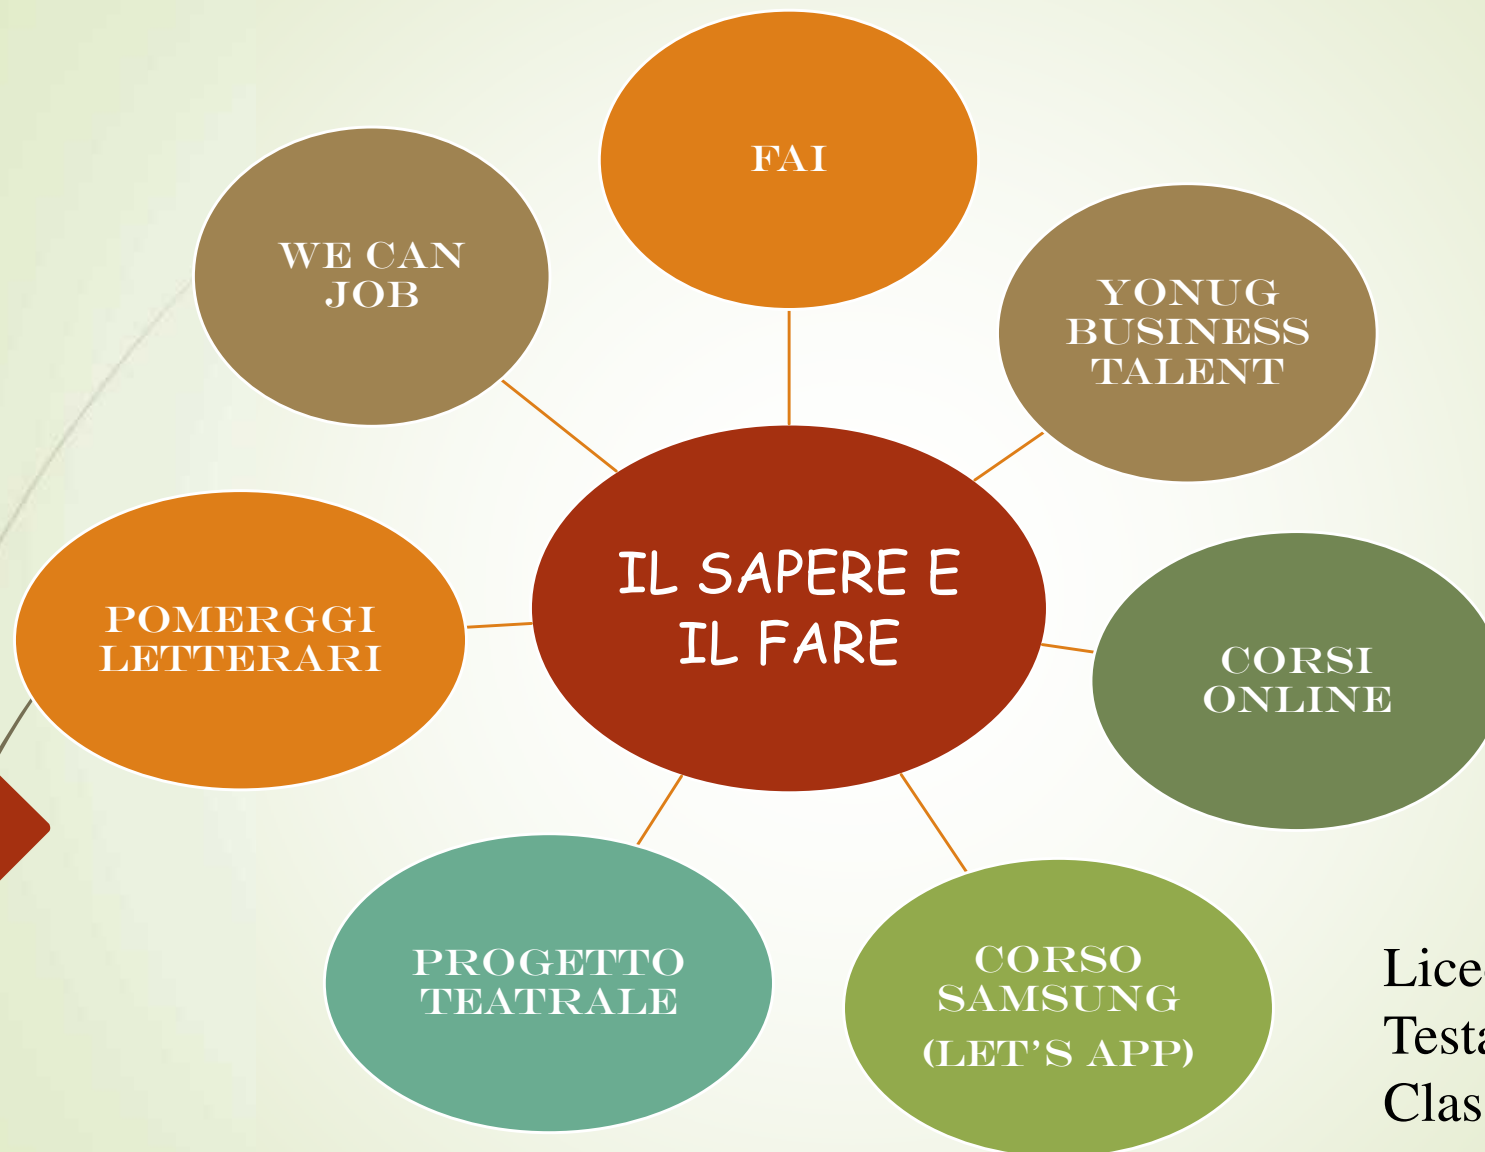 FAI
WE CAN
JOB
YONUG
BUSINESS
TALENT
IL SAPERE E
IL FARE
POMERGGI
LETTERARI
CORSI
ONLINE
PROGETTO
TEATRALE
CORSO
SAMSUNG
(LET'S APP)